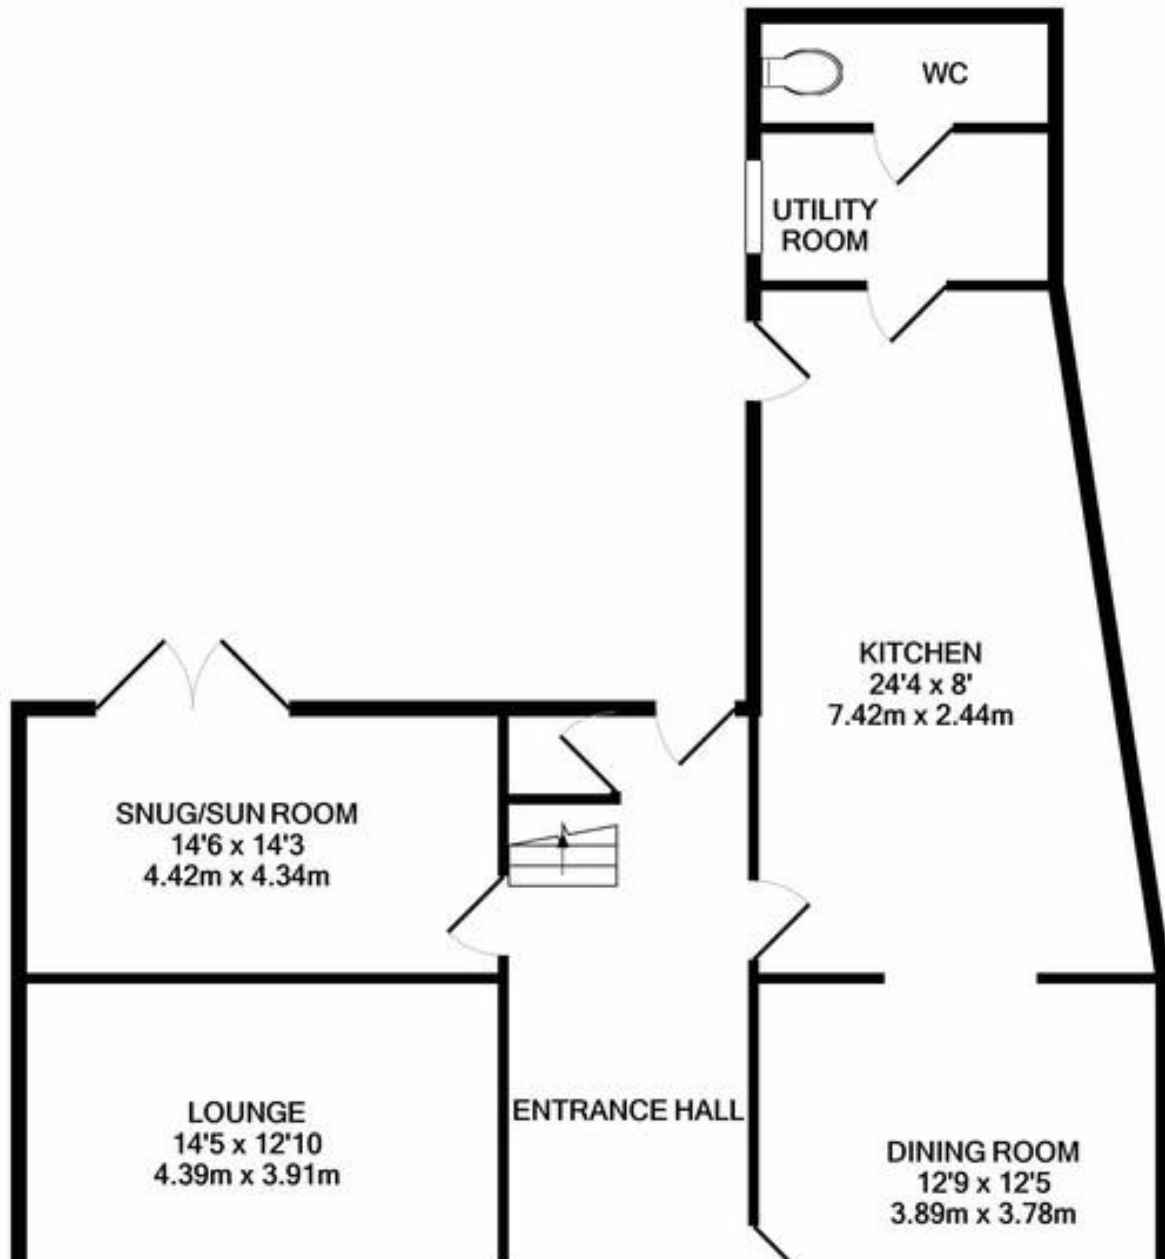 WC
UTILITY
ROOM
KITCHEN
24'4 x 8'
7.42m x 2.44m
SNUG/SUN ROOM
14'6 x 14'3
4.42m x 4.34m
LOUNGE
14'5 x 12'10
4.39m x 3.91m
ENTRANCE HALL
DINING ROOM
12'9 x 12'5
3.89m x 3.78m